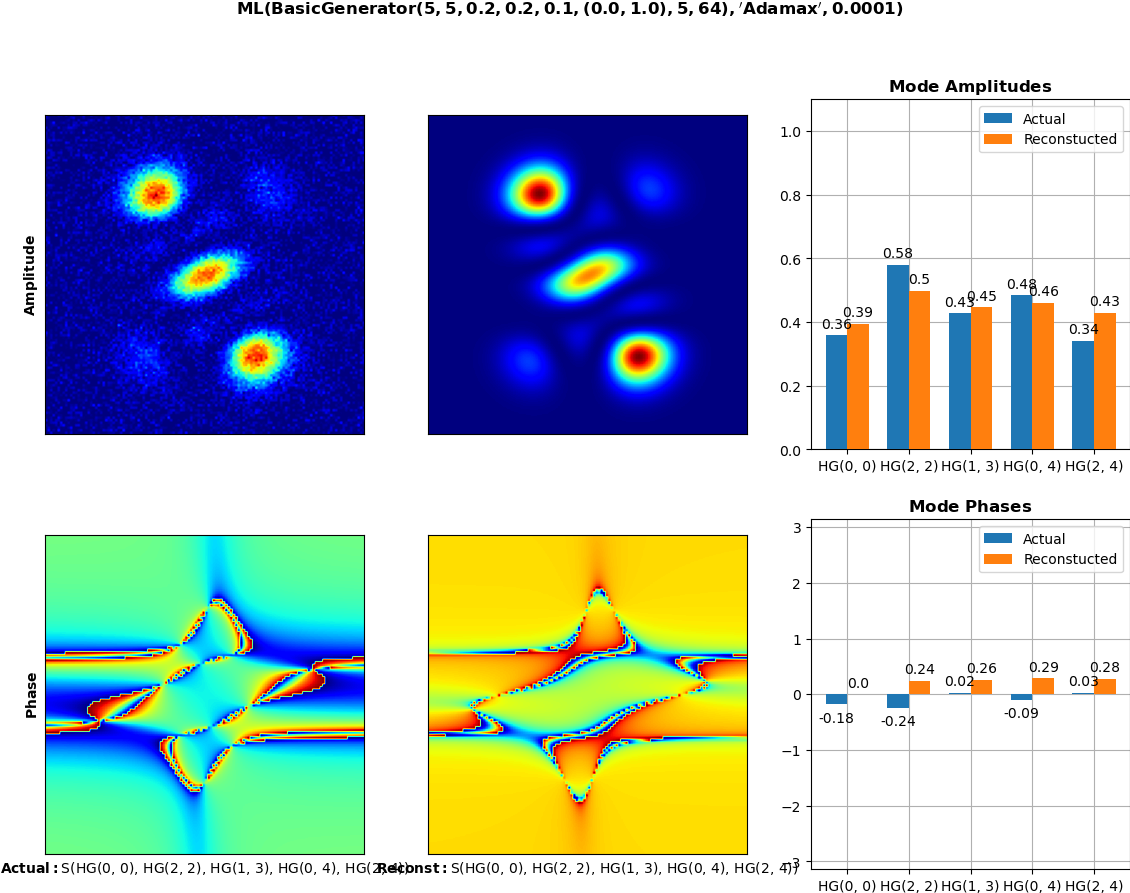 ML(BasicGenerator(5, 5, 0.2, 0.2, 0.1, (0.0, 1.0), 5, 64), 'Adamax', 0.0001)
Mode Amplitudes
Amplitude
Actual
Reconstucted
1.0
0.8
0.6
0.4
0.2
0.0
0.36
0.39
0.58
0.5
0.43
0.45
0.48
0.46
0.34
0.43
HG(0, 0) HG(2, 2) HG(1, 3) HG(0, 4) HG(2, 4)
Mode Phases
Phase
Actual
Reconstucted
3
2
1
0
−1
−2
−3
-0.18
0.0
-0.24
0.24
0.02
0.26
-0.09
0.29
0.03
0.28
HG(0, 0) HG(2, 2) HG(1, 3) HG(0, 4) HG(2, 4)
Actual: S(HG(0, 0), HG(2, 2), HG(1, 3), HG(0, 4), HG(2, 4))
Reconst: S(HG(0, 0), HG(2, 2), HG(1, 3), HG(0, 4), HG(2, 4))